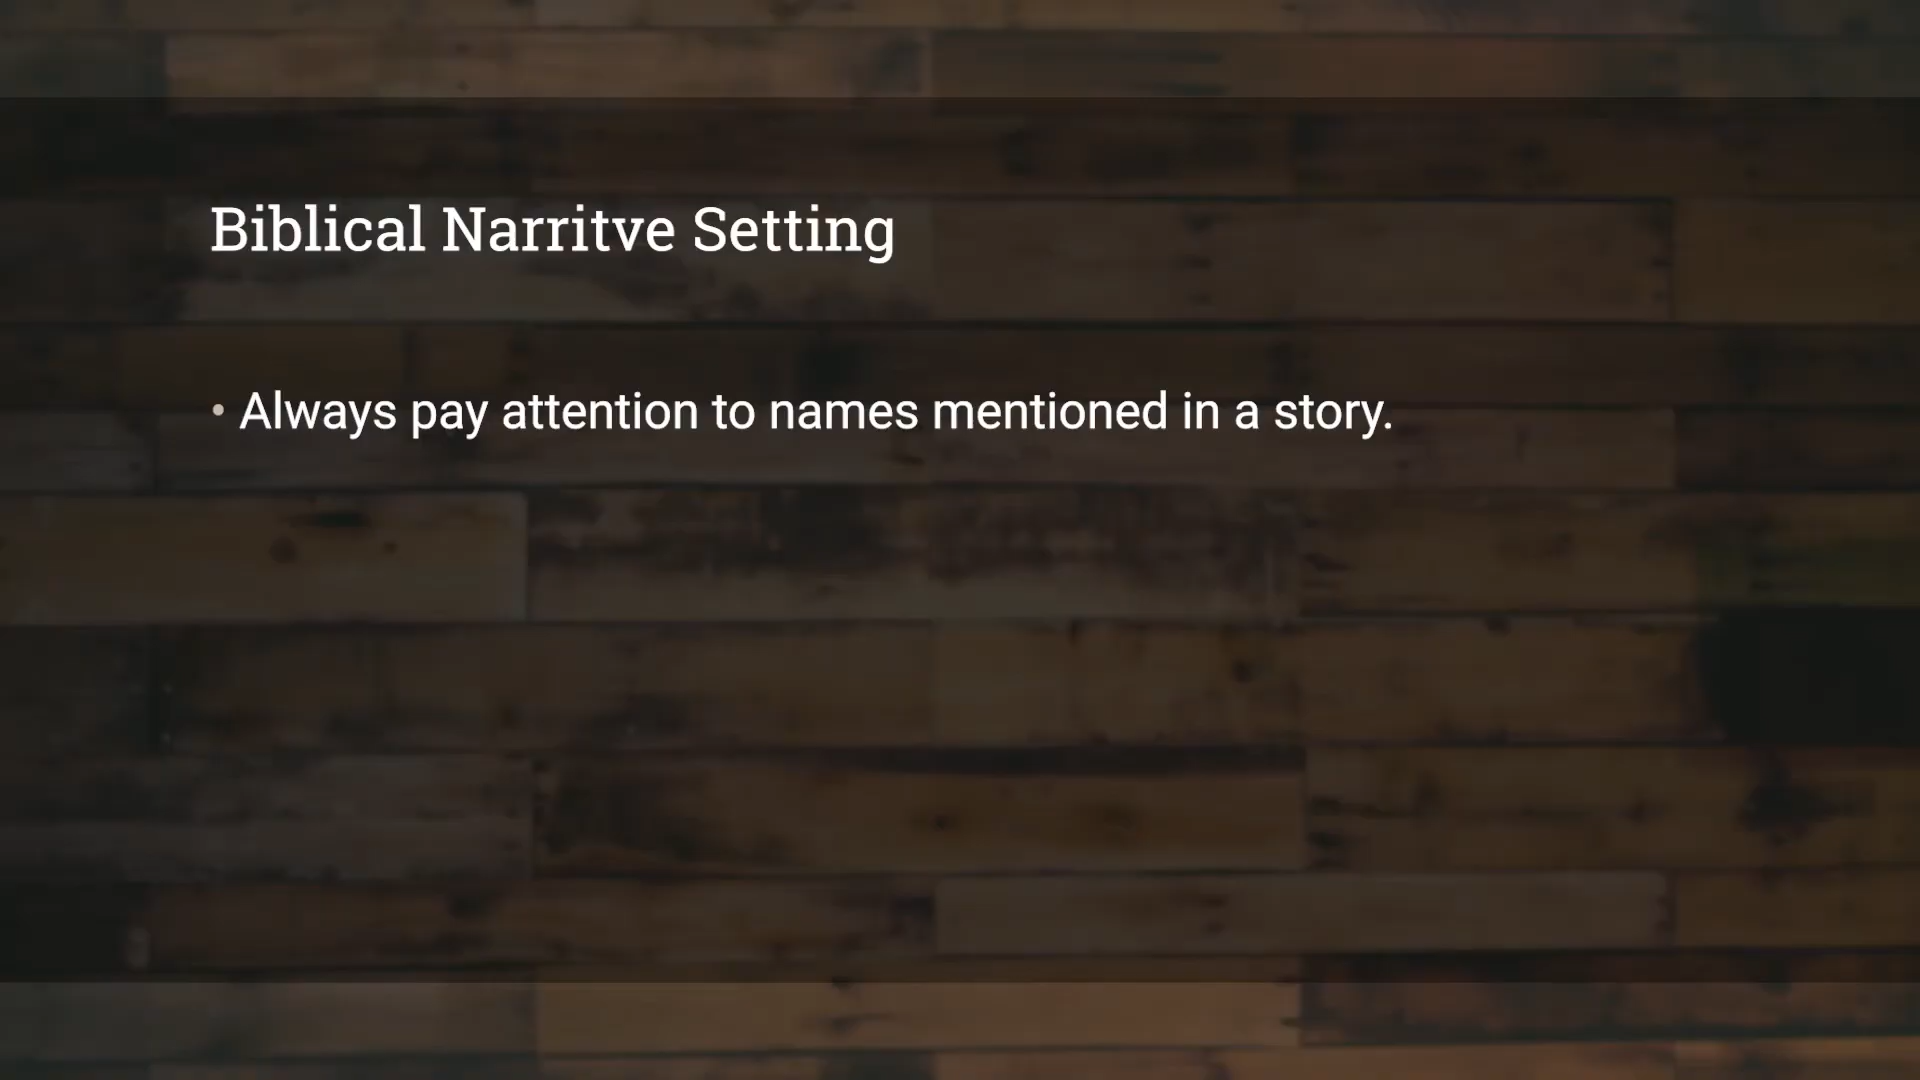 Biblical Narritve Setting
• Always pay attention to names mentioned in a story.